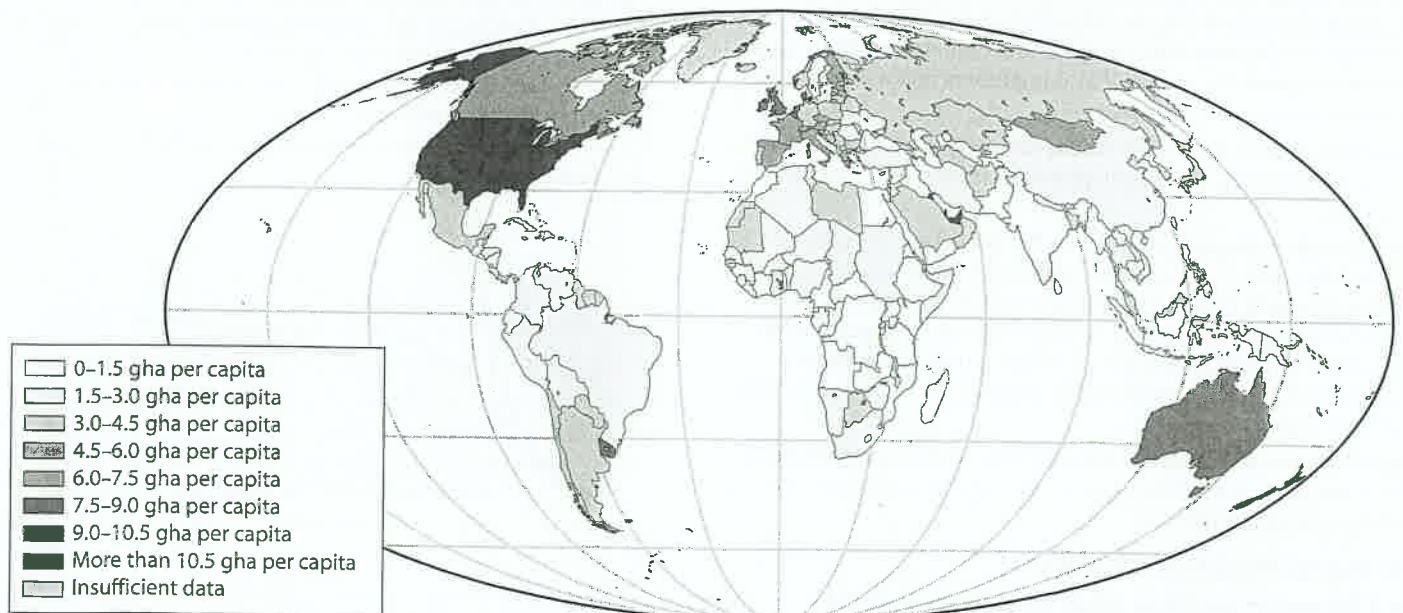 0–1.5 gha per capita
1.5–3.0 gha per capita
3.0–4.5 gha per capita
4.5–6.0 gha per capita
6.0–7.5 gha per capita
7.5–9.0 gha per capita
9.0–10.5 gha per capita
More than 10.5 gha per capita
Insufficient data